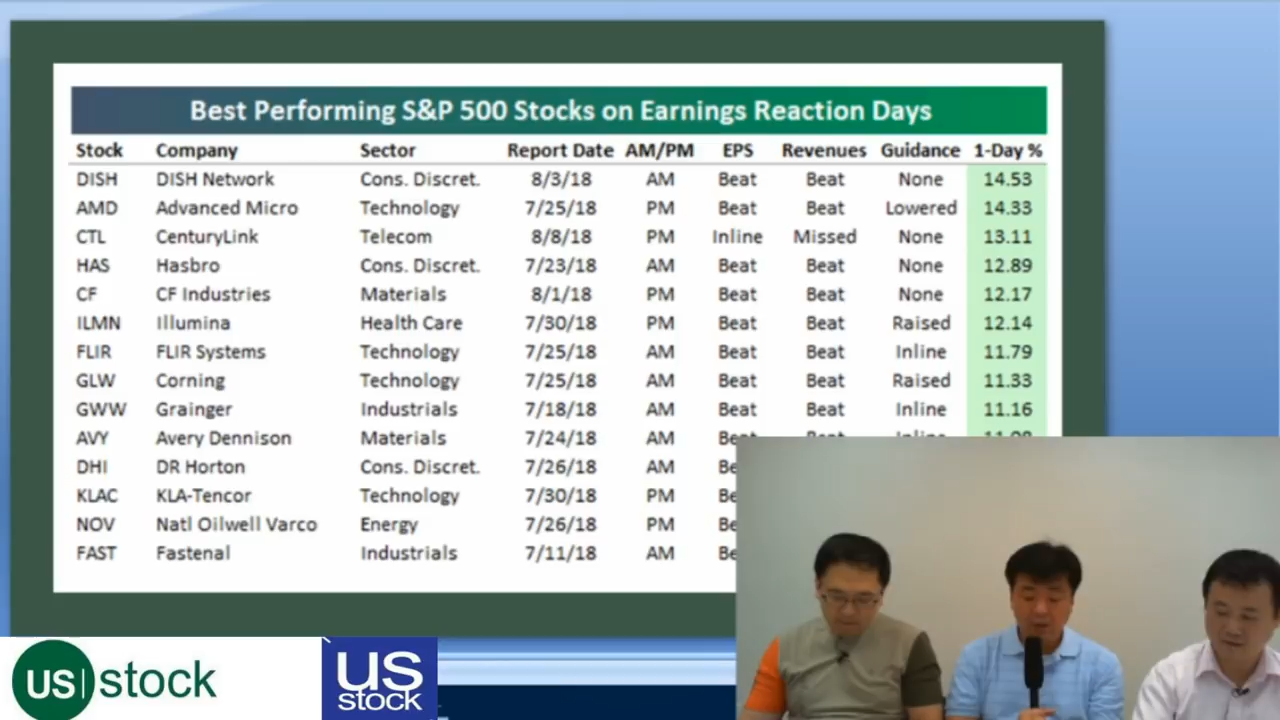 Best Performing S&P 500 Stocks on Earnings Reaction Days
Stock Company Sector Report Date AM/PM EPS Revenues Guidance 1-Day %
DISH DISH Network Cons. Discret. 8/3/18 AM Beat Beat None 14.53
AMD Advanced Micro Technology 7/25/18 PM Beat Beat Lowered 14.33
CTL CenturyLink Telecom 8/8/18 PM Inline Missed None 13.11
HAS Hasbro Cons. Discret. 7/23/18 AM Beat Beat None 12.89
CF CF Industries Materials 8/1/18 PM Beat Beat None 12.17
ILMN Illumina Health Care 7/30/18 PM Beat Beat Raised 12.14
FLIR FLIR Systems Technology 7/25/18 AM Beat Beat Inline 11.79
GLW Corning Technology 7/25/18 AM Beat Beat Raised 11.33
GWW Grainger Industrials 7/18/18 AM Beat Beat Inline 11.16
AVY Avery Dennison Materials 7/24/18 AM Beat Beat Inline
DHI DR Horton Cons. Discret. 7/26/18 AM
KLAC KLA-Tencor Technology 7/30/18 PM
NOV Natl Oilwell Varco Energy 7/26/18 PM
FAST Fastenal Industrials 7/11/18 AM
US stock
US
stock